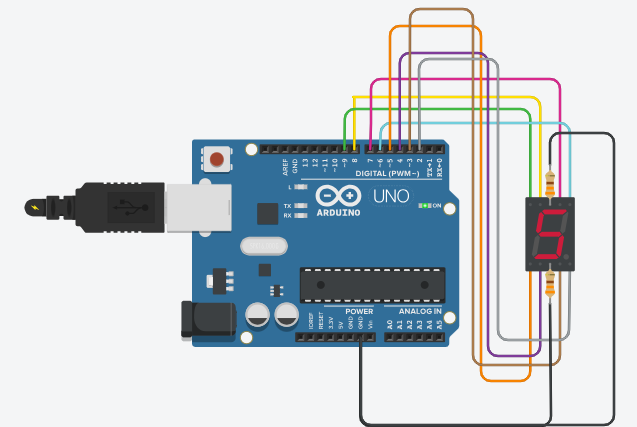 AREF
GND
13
12
~11
~10
~9
8
7
~6
~5
4
~3
2
TX→1
RX←0
DIGITAL (PWM~)
L
TX
RX
ARDUINO
UNO
ON
IOREF
RESET
3.3V
5V
GND
GND
Vin
POWER
ANALOG IN
A0
A1
A2
A3
A4
A5
5